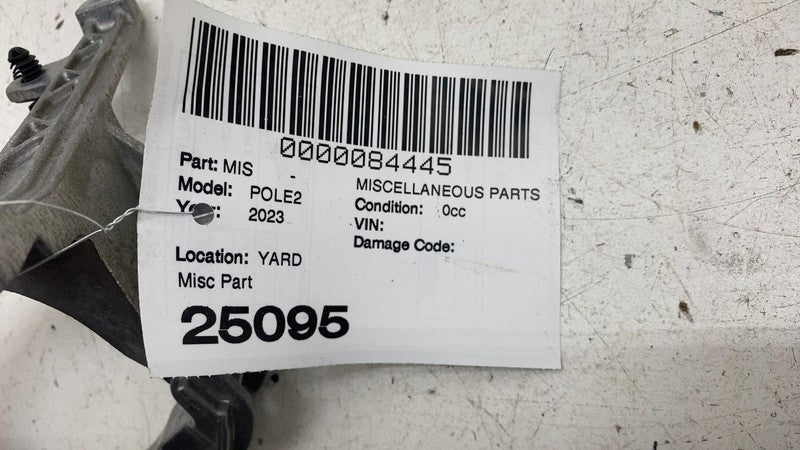 0000084445
Part: MIS -
MISCELLANEOUS PARTS
Model: POLE2
Condition: 0cc
2023
VIN:
Damage Code:
Location: YARD
Misc Part
25095